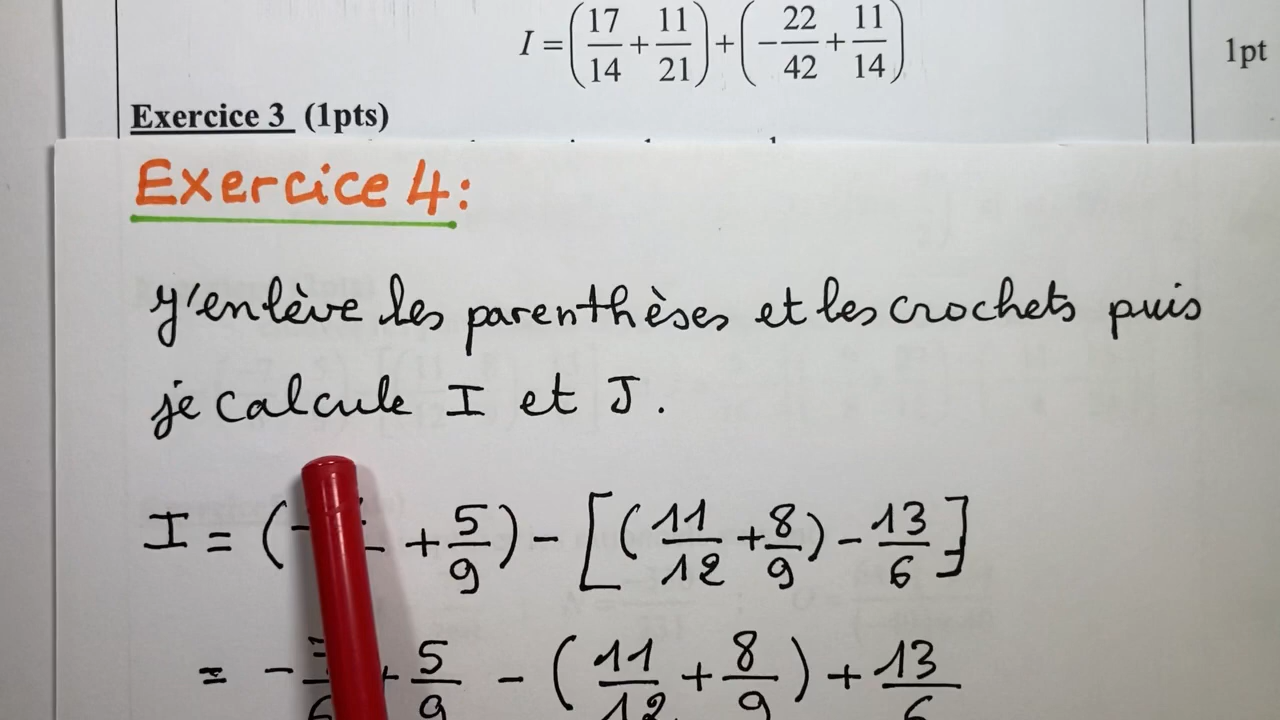 I = (17/14 + 11/21) + (-22/42 + 11/14)
1pt
Exercice 3 (1pts)
Exercice 4:
J'enlève les parenthèses et les crochets puis
je calcule I et J.
I = ( + 5/9) - [(11/12 + 8/9) - 13/6]
= - + 5/9 - (11/12 + 8/9) + 13/6